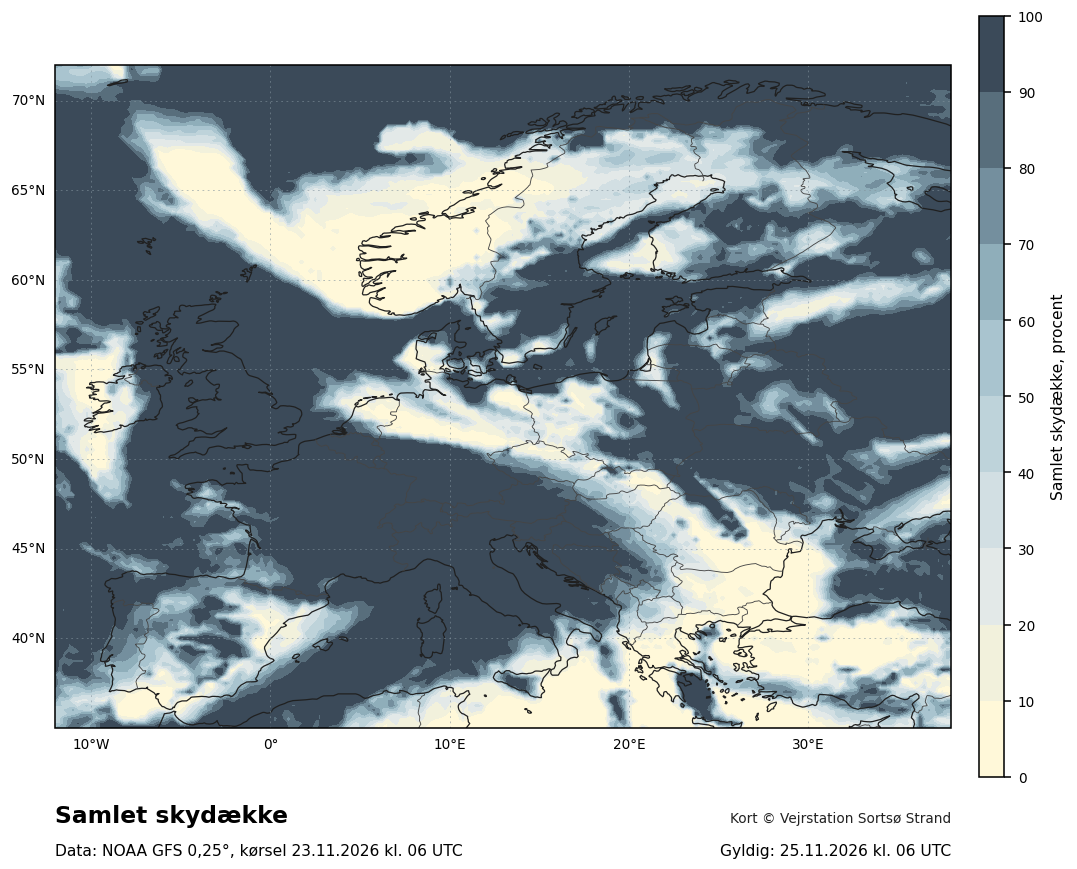 100
90
80
70
60
50
40
30
20
10
0
Samlet skydække, procent
70°N
65°N
60°N
55°N
50°N
45°N
40°N
10°W
0°
10°E
20°E
30°E
Samlet skydække
Kort © Vejrstation Sortsø Strand
Data: NOAA GFS 0,25°, kørsel 23.11.2026 kl. 06 UTC
Gyldig: 25.11.2026 kl. 06 UTC